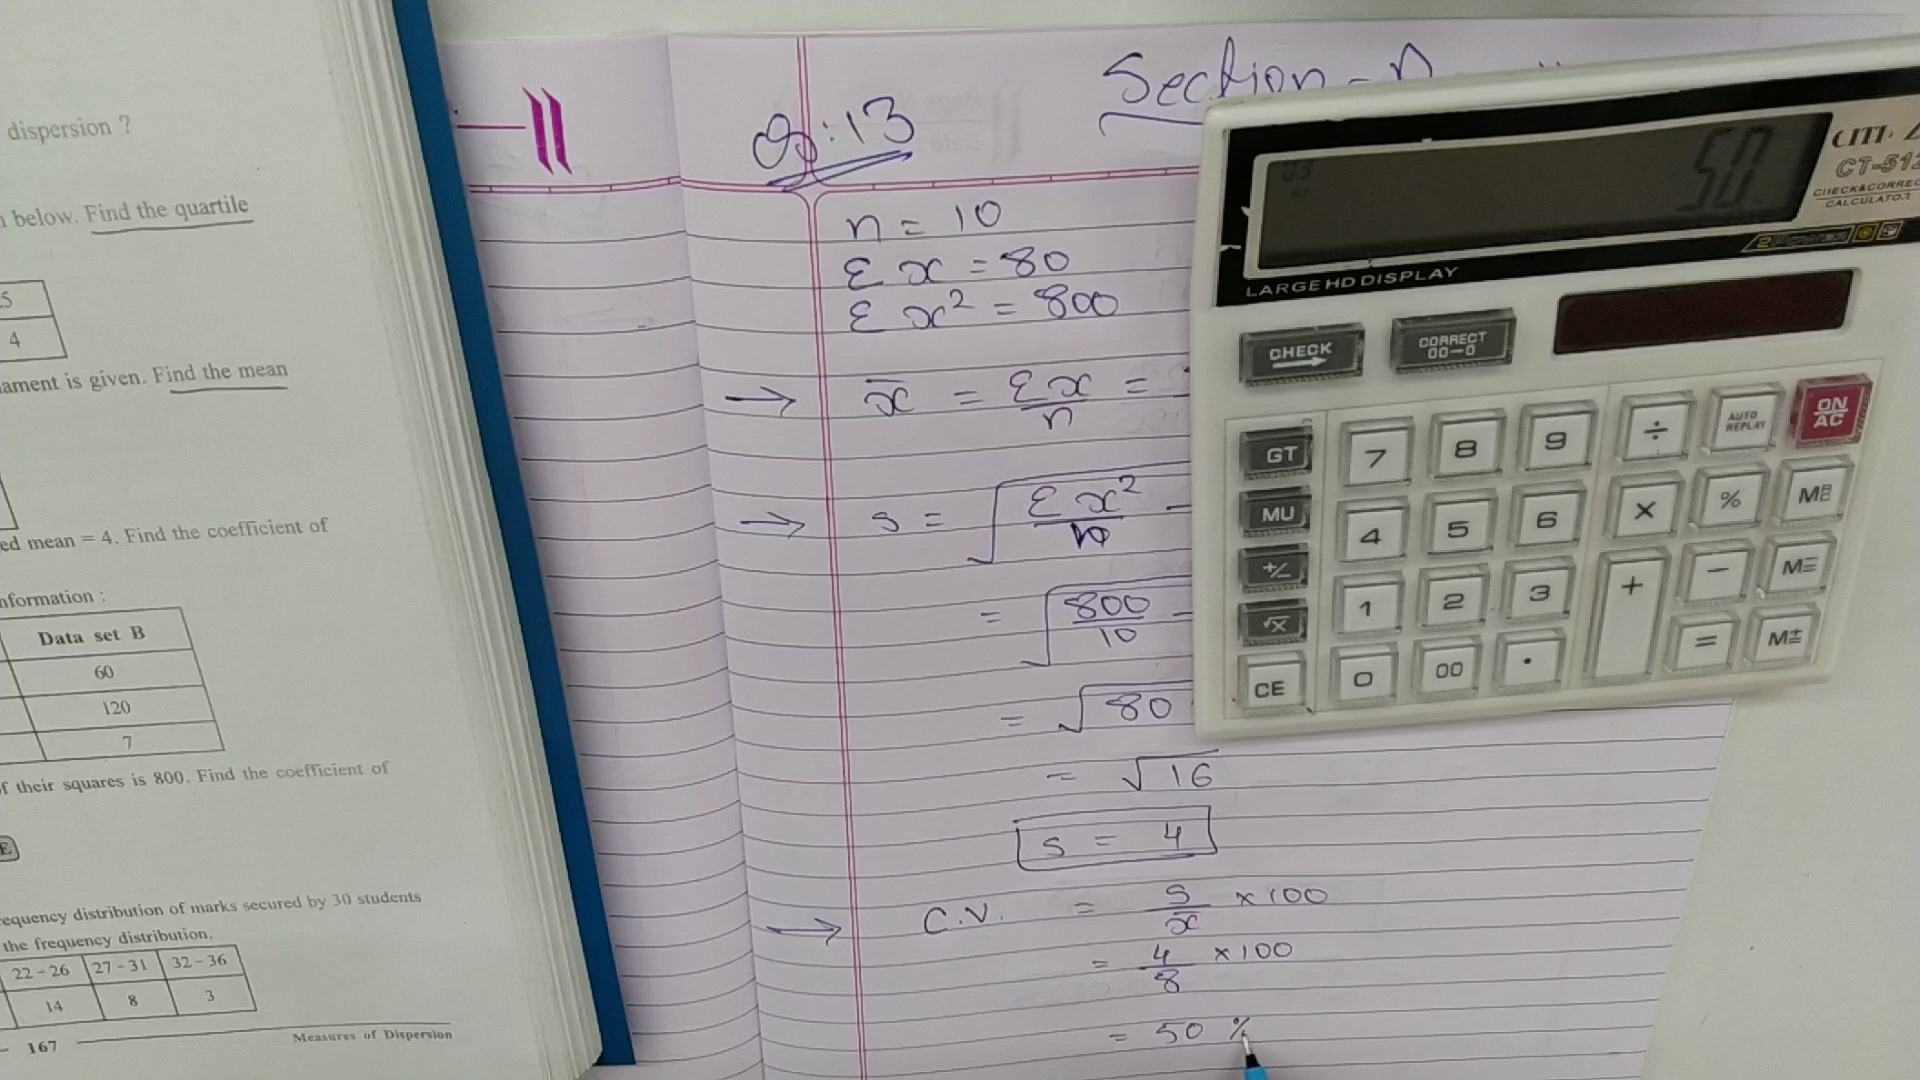 dispersion ?
below. Find the quartile
5
4
ament is given. Find the mean
ed mean = 4. Find the coefficient of
nformation :
Data set B
60
120
7
f their squares is 800. Find the coefficient of
E
equency distribution of marks secured by 30 students
the frequency distribution.
22 – 26 27 – 31 32 – 36
14 8 3
167 Measures of Dispersion
Section -
:13
n = 10
Σ x = 80
Σ x² = 800
→ x̄ = Σx/n =
→ s = √ Σx²/n –
= √ 800/10 –
= √ 80
= √ 16
s = 4
→ C.V. = s/x × 100
= 4/8 × 100
= 50 %
50.
CT-512
CHECK&CORRECT
CALCULATOR
2 Power
LARGE HD DISPLAY
CHECK → CORRECT 00→0
GT 7 8 9 ÷ AUTO REPLAY ON AC
MU 4 5 6 × %
+/- 1 2 3 + − M=
√x 0 00 . = M±
CE